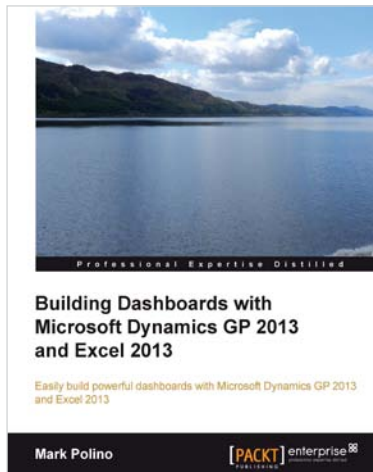 Professional Expertise Distilled
Building Dashboards with
Microsoft Dynamics GP 2013
and Excel 2013
Easily build powerful dashboards with Microsoft Dynamics GP 2013
and Excel 2013
Mark Polino
[PACKT] enterprise
PUBLISHING